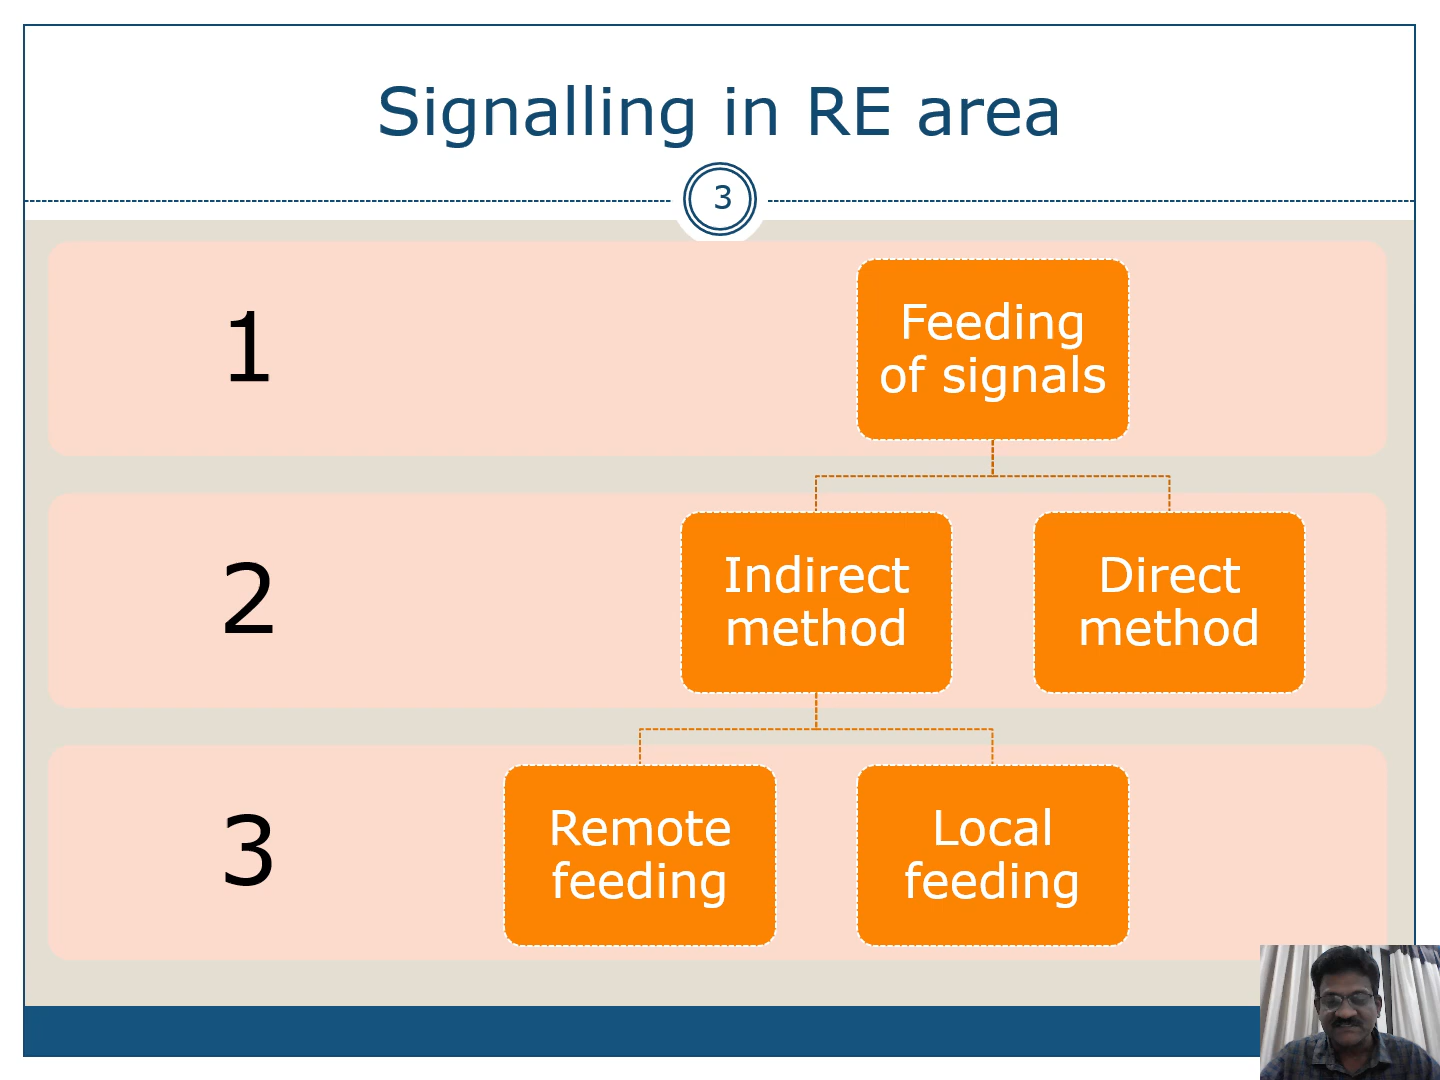 Signalling in RE area
3
1
Feeding
of signals
2
Indirect
method
Direct
method
3
Remote
feeding
Local
feeding